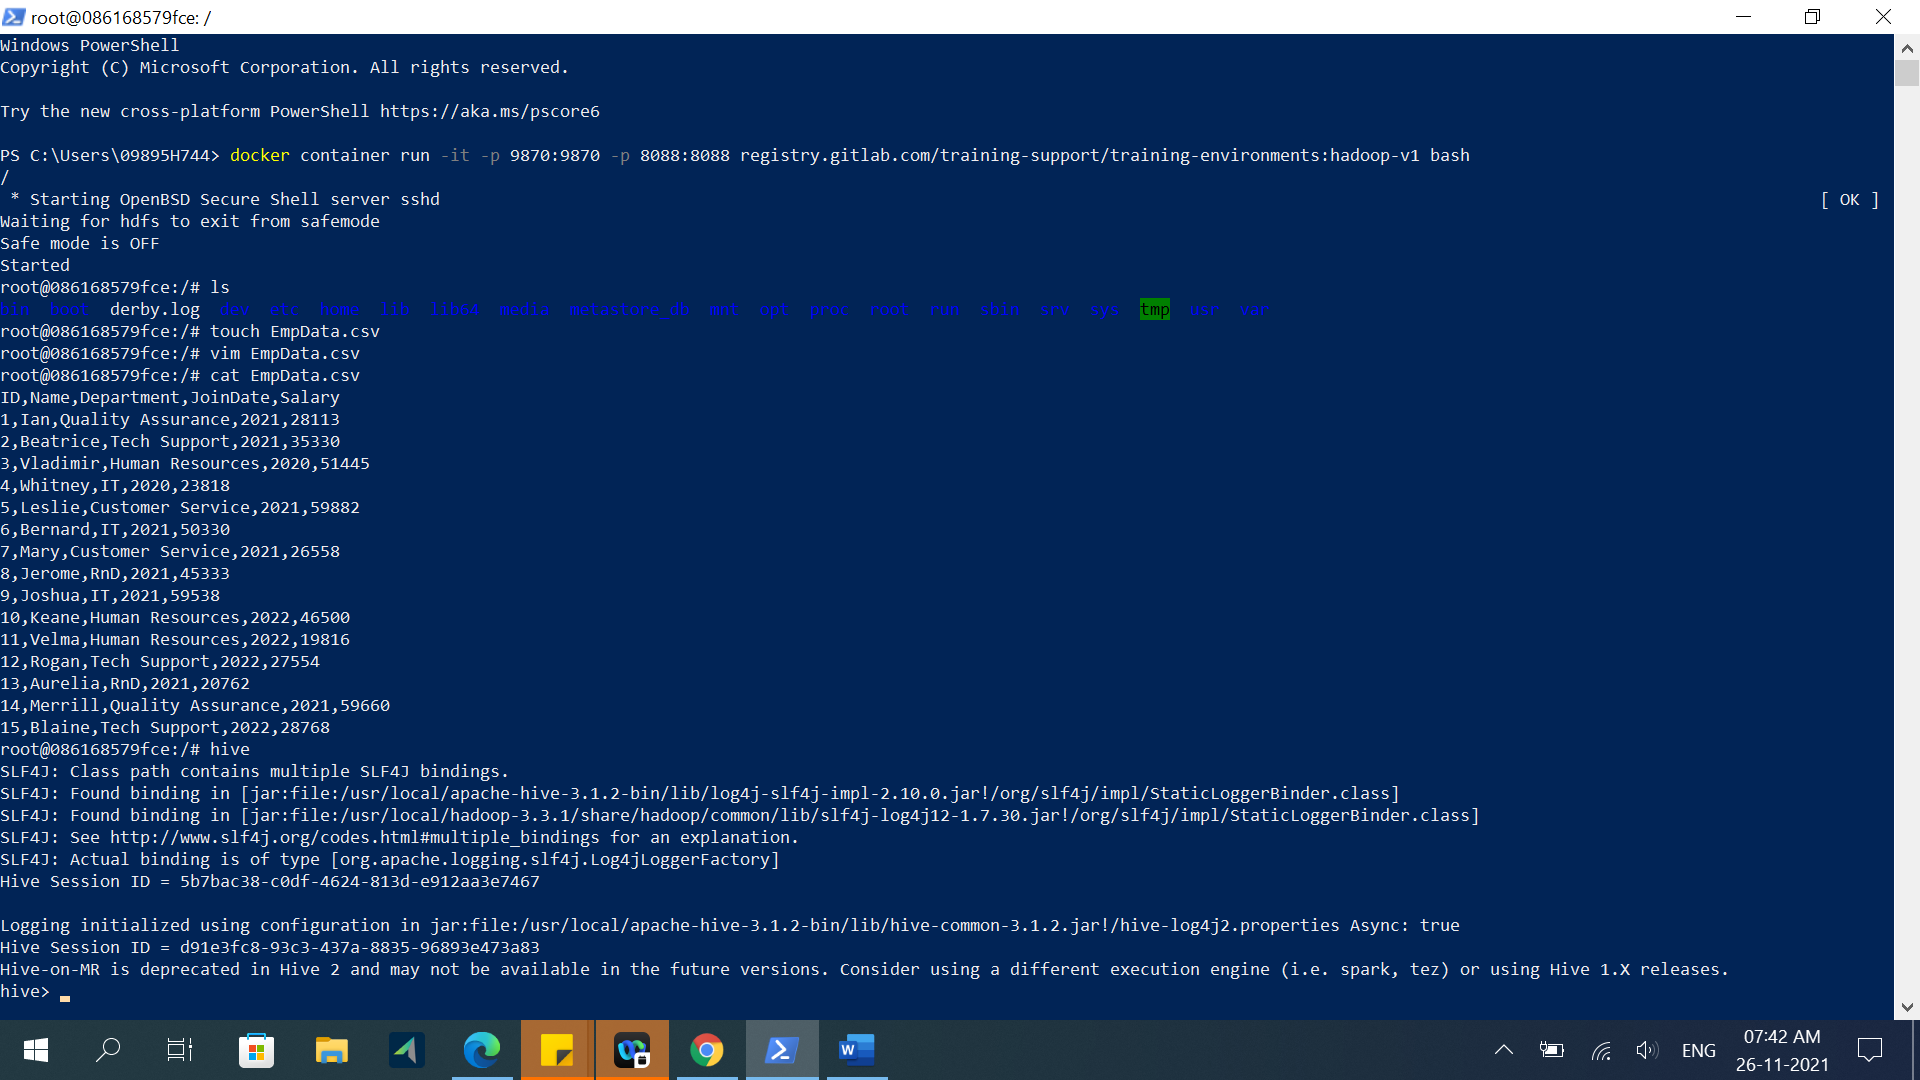 root@086168579fce: /
Windows PowerShell
Copyright (C) Microsoft Corporation. All rights reserved.
Try the new cross-platform PowerShell https://aka.ms/pscore6
PS C:\Users\09895H744> docker container run -it -p 9870:9870 -p 8088:8088 registry.gitlab.com/training-support/training-environments:hadoop-v1 bash
/
 * Starting OpenBSD Secure Shell server sshd [ OK ]
Waiting for hdfs to exit from safemode
Safe mode is OFF
Started
root@086168579fce:/# ls
bin boot derby.log dev etc home lib lib64 media metastore_db mnt opt proc root run sbin srv sys tmp usr var
root@086168579fce:/# touch EmpData.csv
root@086168579fce:/# vim EmpData.csv
root@086168579fce:/# cat EmpData.csv
ID,Name,Department,JoinDate,Salary
1,Ian,Quality Assurance,2021,28113
2,Beatrice,Tech Support,2021,35330
3,Vladimir,Human Resources,2020,51445
4,Whitney,IT,2020,23818
5,Leslie,Customer Service,2021,59882
6,Bernard,IT,2021,50330
7,Mary,Customer Service,2021,26558
8,Jerome,RnD,2021,45333
9,Joshua,IT,2021,59538
10,Keane,Human Resources,2022,46500
11,Velma,Human Resources,2022,19816
12,Rogan,Tech Support,2022,27554
13,Aurelia,RnD,2021,20762
14,Merrill,Quality Assurance,2021,59660
15,Blaine,Tech Support,2022,28768
root@086168579fce:/# hive
SLF4J: Class path contains multiple SLF4J bindings.
SLF4J: Found binding in [jar:file:/usr/local/apache-hive-3.1.2-bin/lib/log4j-slf4j-impl-2.10.0.jar!/org/slf4j/impl/StaticLoggerBinder.class]
SLF4J: Found binding in [jar:file:/usr/local/hadoop-3.3.1/share/hadoop/common/lib/slf4j-log4j12-1.7.30.jar!/org/slf4j/impl/StaticLoggerBinder.class]
SLF4J: See http://www.slf4j.org/codes.html#multiple_bindings for an explanation.
SLF4J: Actual binding is of type [org.apache.logging.slf4j.Log4jLoggerFactory]
Hive Session ID = 5b7bac38-c0df-4624-813d-e912aa3e7467
Logging initialized using configuration in jar:file:/usr/local/apache-hive-3.1.2-bin/lib/hive-common-3.1.2.jar!/hive-log4j2.properties Async: true
Hive Session ID = d91e3fc8-93c3-437a-8835-96893e473a83
Hive-on-MR is deprecated in Hive 2 and may not be available in the future versions. Consider using a different execution engine (i.e. spark, tez) or using Hive 1.X releases.
hive>
ENG
07:42 AM
26-11-2021